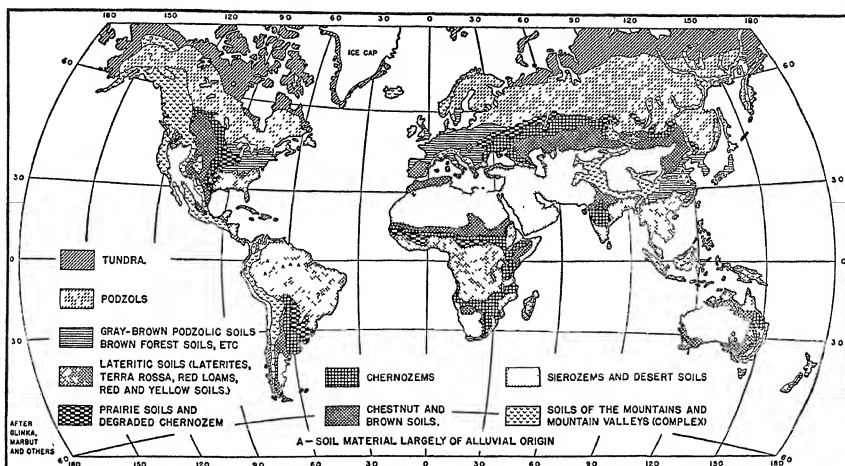 180 150 120 90 60 30 0 30 60 90 120 150 180
ICE CAP
60 60
30 30
0 0
30 30
TUNDRA.
PODZOLS
GRAY-BROWN PODZOLIC SOILS
BROWN FOREST SOILS, ETC
LATERITIC SOILS (LATERITES,
TERRA ROSSA, RED LOAMS,
RED AND YELLOW SOILS.)
PRAIRIE SOILS AND
DEGRADED CHERNOZEM
CHERNOZEMS
CHESTNUT AND
BROWN SOILS.
SIEROZEMS AND DESERT SOILS
SOILS OF THE MOUNTAINS AND
MOUNTAIN VALLEYS (COMPLEX)
AFTER
GLINKA,
MARBUT
AND OTHERS
A—SOIL MATERIAL LARGELY OF ALLUVIAL ORIGIN
60 60
180 150 120 90 60 30 0 30 60 90 120 150 180